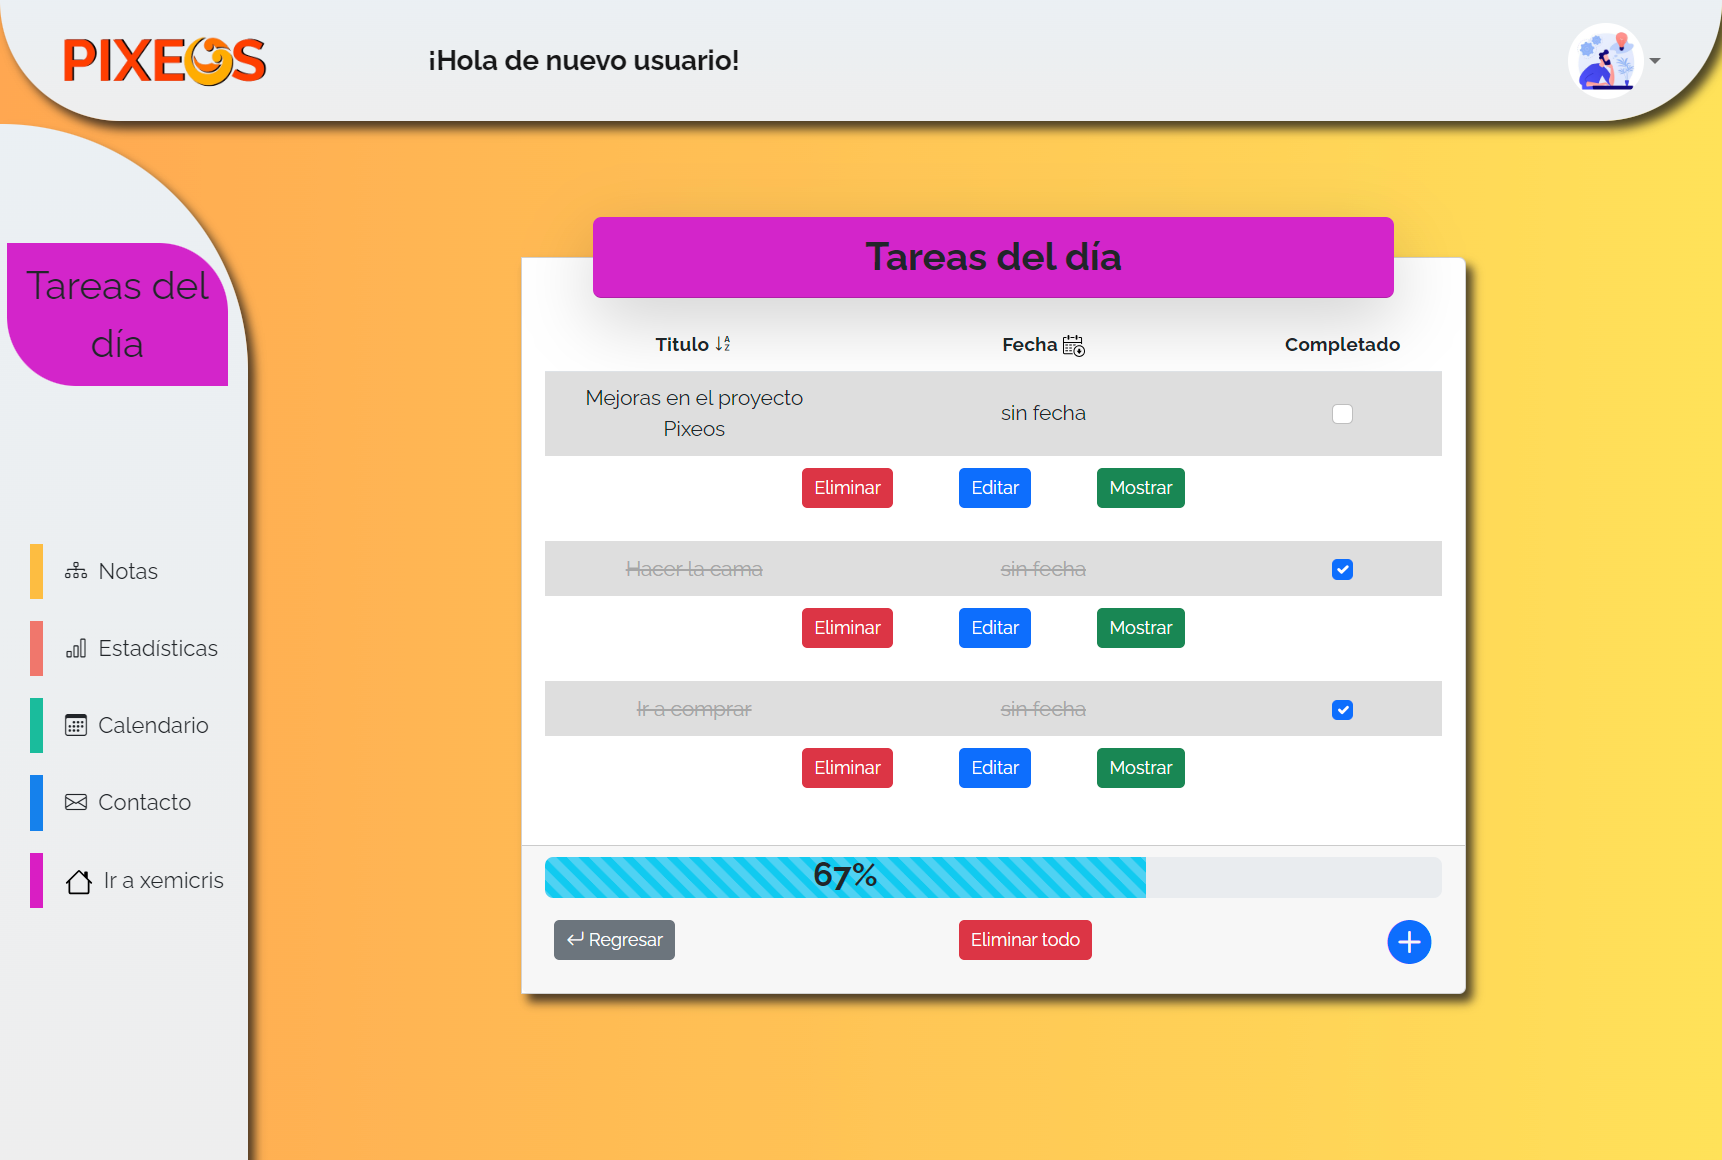 PIXEOS
¡Hola de nuevo usuario!
Tareas del
día
Notas
Estadísticas
Calendario
Contacto
Ir a xemicris
Tareas del día
Titulo Fecha Completado
Mejoras en el proyecto
Pixeos
sin fecha
Eliminar Editar Mostrar
Hacer la cama sin fecha
Eliminar Editar Mostrar
Ir a comprar sin fecha
Eliminar Editar Mostrar
67%
Regresar Eliminar todo